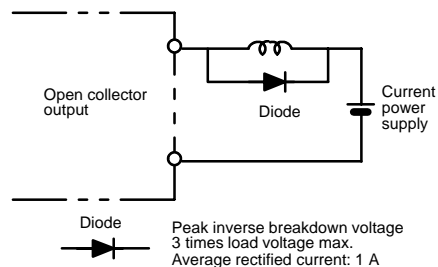 Open collector
output
Diode
Current
power
supply
Diode
Peak inverse breakdown voltage
3 times load voltage max.
Average rectified current: 1 A